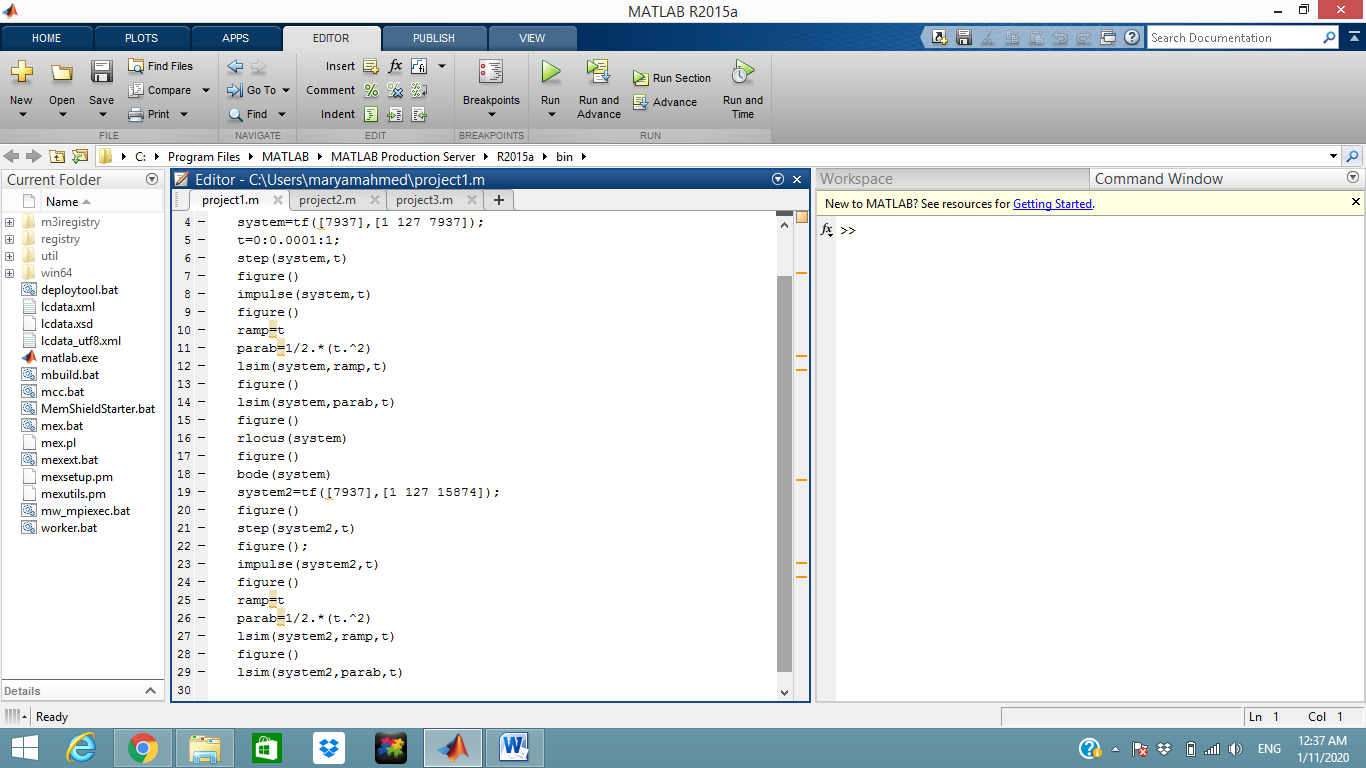 MATLAB R2015a
HOME PLOTS APPS EDITOR PUBLISH VIEW
Search Documentation
New Open Save Find Files Compare Print
FILE
Go To Find
NAVIGATE
Insert fx
Comment
Indent
EDIT
Breakpoints
BREAKPOINTS
Run Run and Advance Run Section Advance Run and Time
RUN
C: Program Files MATLAB MATLAB Production Server R2015a bin
Current Folder
Name
m3iregistry
registry
util
win64
deploytool.bat
lcdata.xml
lcdata.xsd
lcdata_utf8.xml
matlab.exe
mbuild.bat
mcc.bat
MemShieldStarter.bat
mex.bat
mex.pl
mexext.bat
mexsetup.pm
mexutils.pm
mw_mpiexec.bat
worker.bat
Details
Editor - C:\Users\maryamahmed\project1.m
project1.m project2.m project3.m
4 system=tf([7937],[1 127 7937]);
5 t=0:0.0001:1;
6 step(system,t)
7 figure()
8 impulse(system,t)
9 figure()
10 ramp=t
11 parab=1/2.*(t.^2)
12 lsim(system,ramp,t)
13 figure()
14 lsim(system,parab,t)
15 figure()
16 rlocus(system)
17 figure()
18 bode(system)
19 system2=tf([7937],[1 127 15874]);
20 figure()
21 step(system2,t)
22 figure();
23 impulse(system2,t)
24 figure()
25 ramp=t
26 parab=1/2.*(t.^2)
27 lsim(system2,ramp,t)
28 figure()
29 lsim(system2,parab,t)
30
Workspace
Command Window
New to MATLAB? See resources for Getting Started.
fx >>
Ready
Ln 1 Col 1
ENG
12:37 AM
1/11/2020